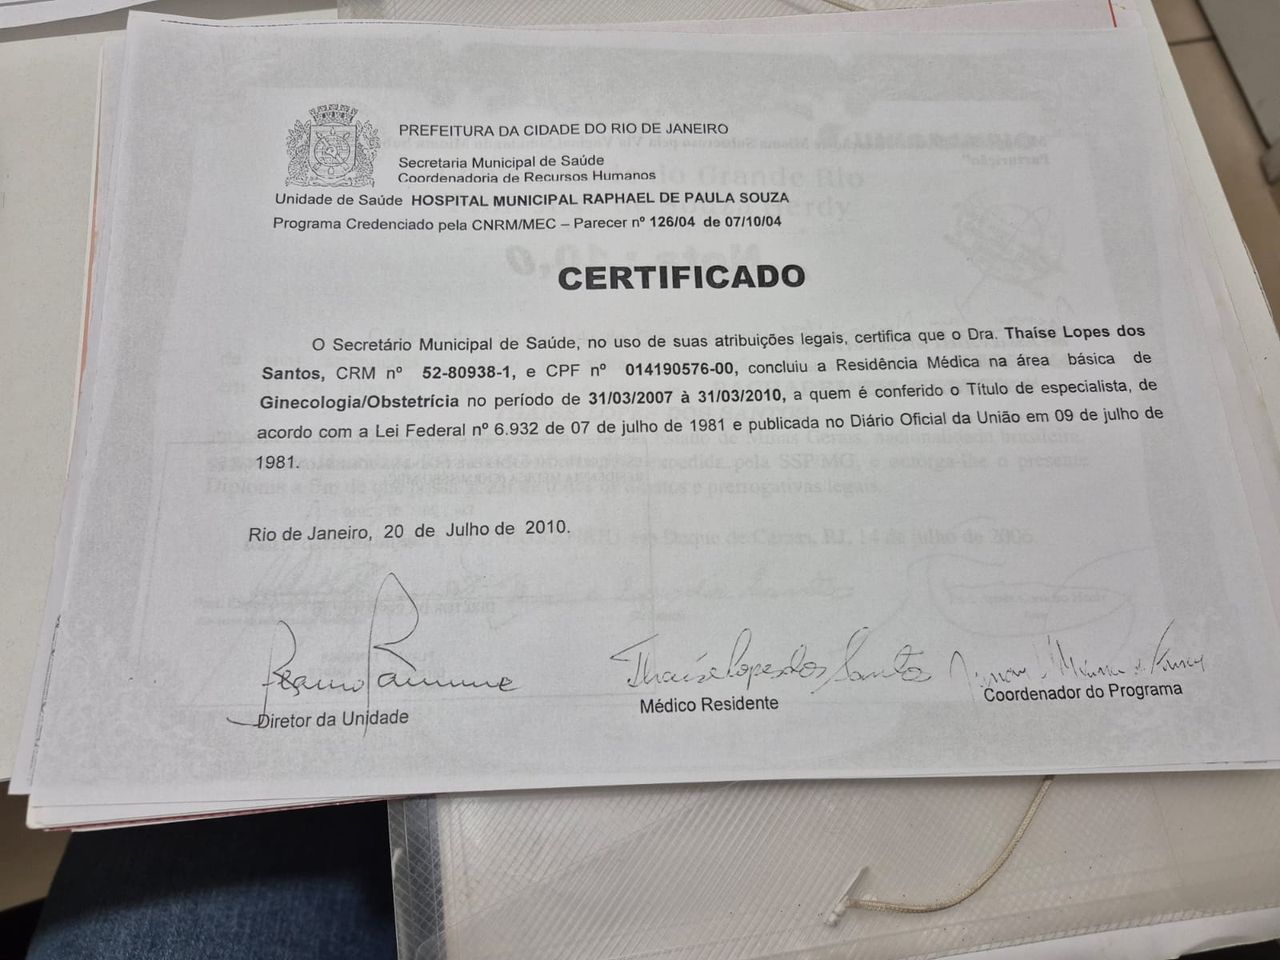 PREFEITURA DA CIDADE DO RIO DE JANEIRO
Secretaria Municipal de Saúde
Coordenadoria de Recursos Humanos
Unidade de Saúde HOSPITAL MUNICIPAL RAPHAEL DE PAULA SOUZA
Programa Credenciado pela CNRM/MEC – Parecer nº 126/04 de 07/10/04
CERTIFICADO
O Secretário Municipal de Saúde, no uso de suas atribuições legais, certifica que o Dra. Thaíse Lopes dos
Santos, CRM nº 52-80938-1, e CPF nº 014190576-00, concluiu a Residência Médica na área básica de
Ginecologia/Obstetrícia no período de 31/03/2007 à 31/03/2010, a quem é conferido o Título de especialista, de
acordo com a Lei Federal nº 6.932 de 07 de julho de 1981 e publicada no Diário Oficial da União em 09 de julho de
1981.
Rio de Janeiro, 20 de Julho de 2010.
Thaíse Lopes dos Santos
Diretor da Unidade
Médico Residente
Coordenador do Programa